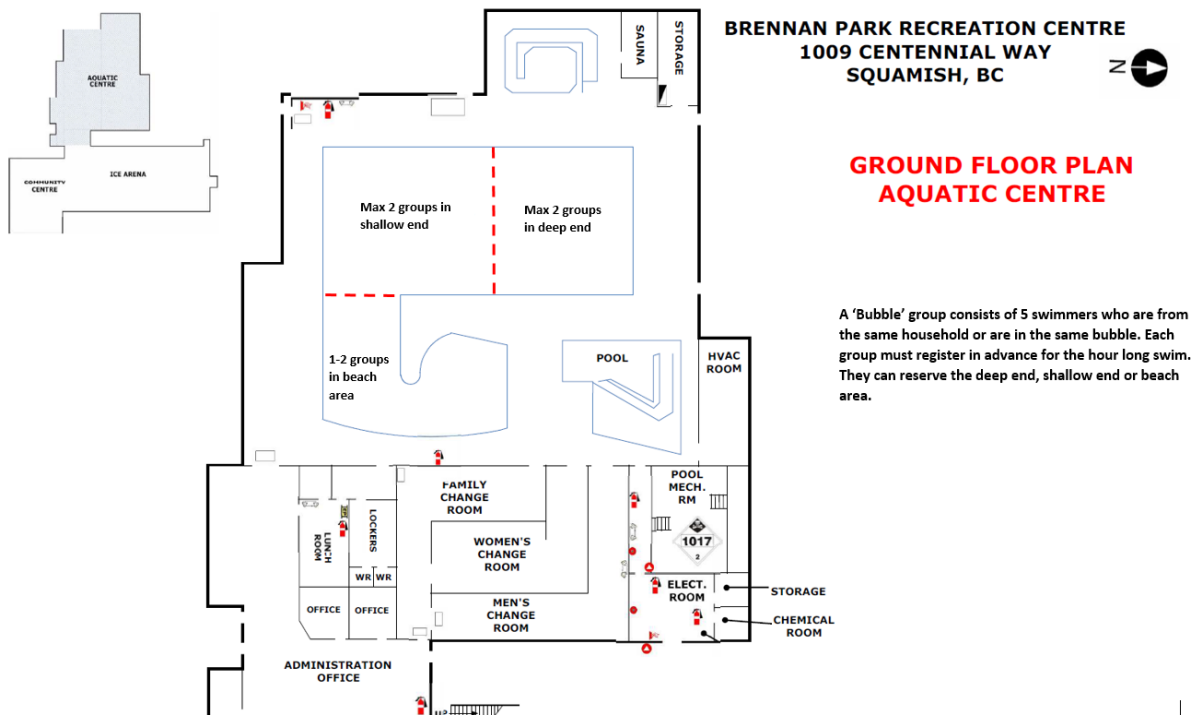 BRENNAN PARK RECREATION CENTRE
1009 CENTENNIAL WAY
SQUAMISH, BC
N
GROUND FLOOR PLAN
AQUATIC CENTRE
AQUATIC
CENTRE
ICE ARENA
COMMUNITY
CENTRE
SAUNA
STORAGE
Max 2 groups in
shallow end
Max 2 groups
in deep end
A ‘Bubble’ group consists of 5 swimmers who are from
the same household or are in the same bubble. Each
group must register in advance for the hour long swim.
They can reserve the deep end, shallow end or beach
area.
1-2 groups
in beach
area
POOL
HVAC
ROOM
FAMILY
CHANGE
ROOM
POOL
MECH.
RM
LUNCH
ROOM
LOCKERS
WOMEN'S
CHANGE
ROOM
1017
2
WR
WR
ELECT.
ROOM
STORAGE
OFFICE
OFFICE
MEN'S
CHANGE
ROOM
CHEMICAL
ROOM
ADMINISTRATION
OFFICE
UP